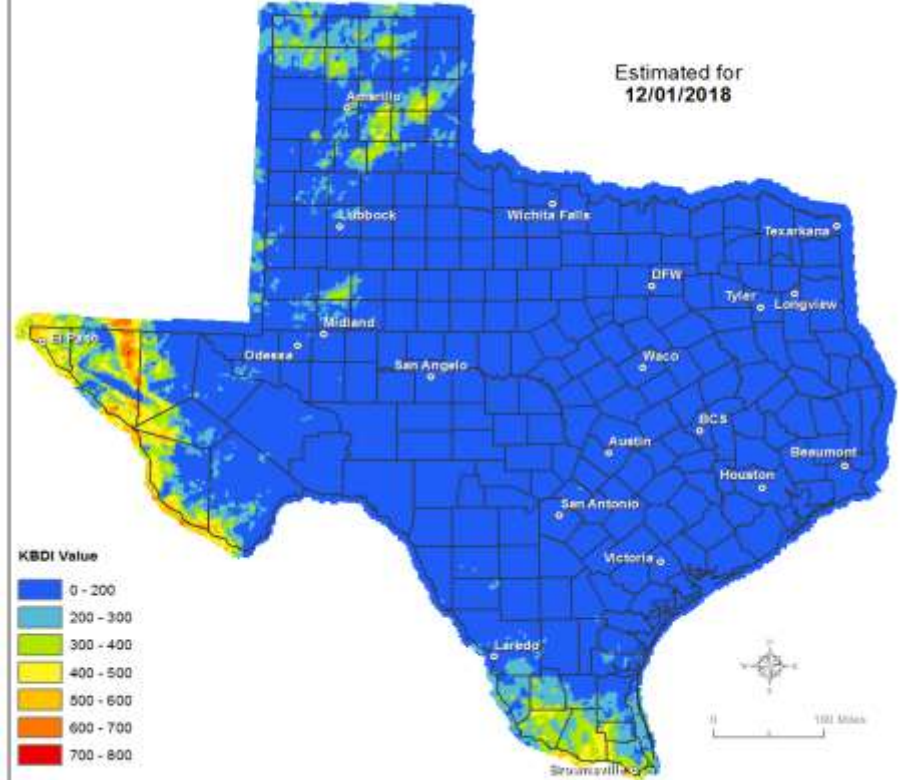 Estimated for
12/01/2018
Amarillo
Lubbock
Wichita Falls
Texarkana
DFW
Tyler
Longview
Midland
El Paso
Odessa
San Angelo
Waco
BCS
Austin
Beaumont
Houston
San Antonio
Victoria
Laredo
Brownsville
KBDI Value
0 - 200
200 - 300
300 - 400
400 - 500
500 - 600
600 - 700
700 - 800
0 180 Miles